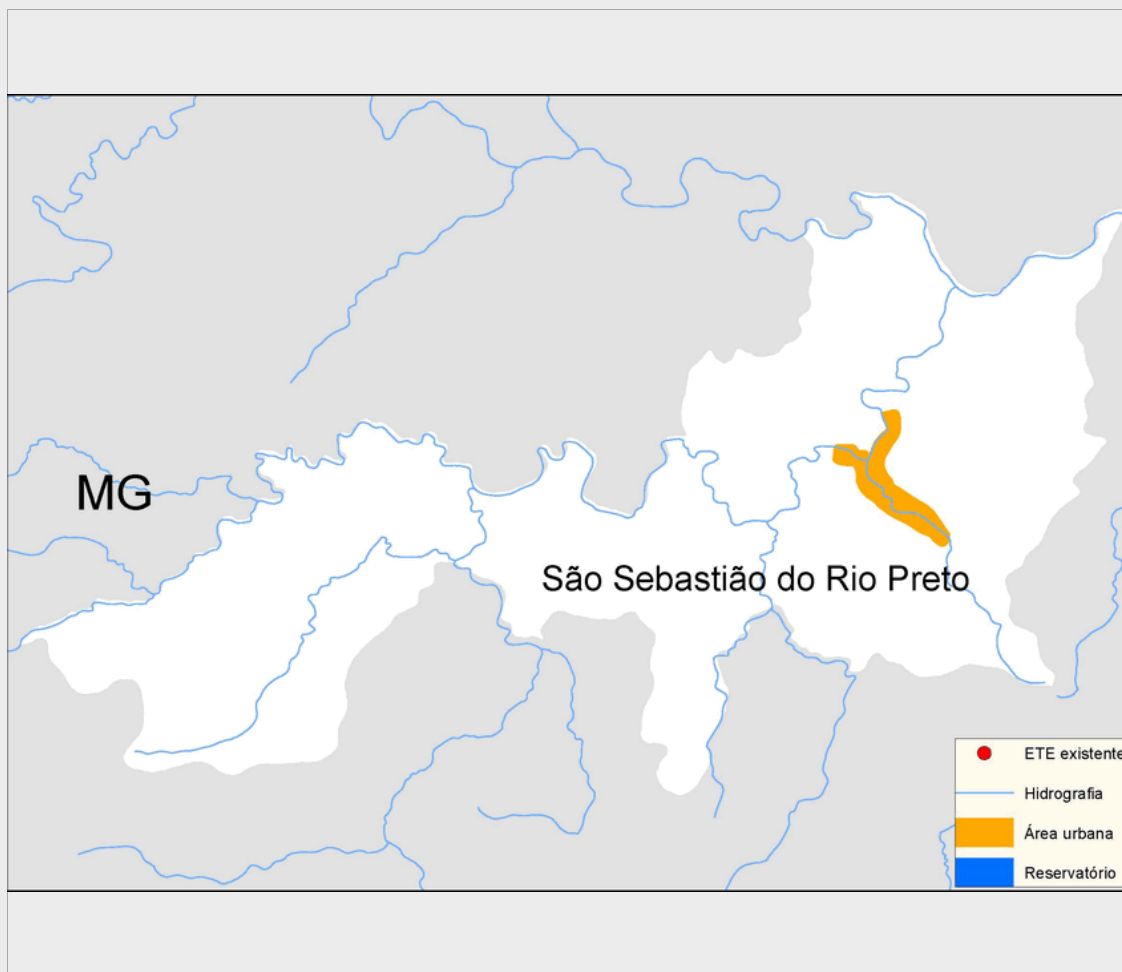 MG
São Sebastião do Rio Preto
ETE existente
Hidrografia
Área urbana
Reservatório